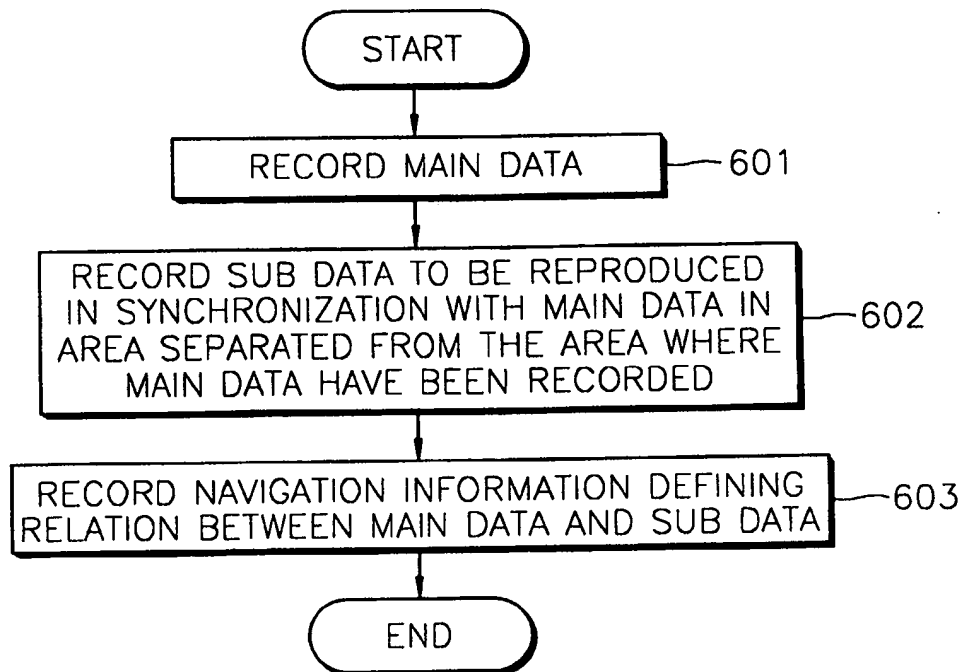 START
RECORD MAIN DATA
601
RECORD SUB DATA TO BE REPRODUCED
IN SYNCHRONIZATION WITH MAIN DATA IN
AREA SEPARATED FROM THE AREA WHERE
MAIN DATA HAVE BEEN RECORDED
602
RECORD NAVIGATION INFORMATION DEFINING
RELATION BETWEEN MAIN DATA AND SUB DATA
603
END